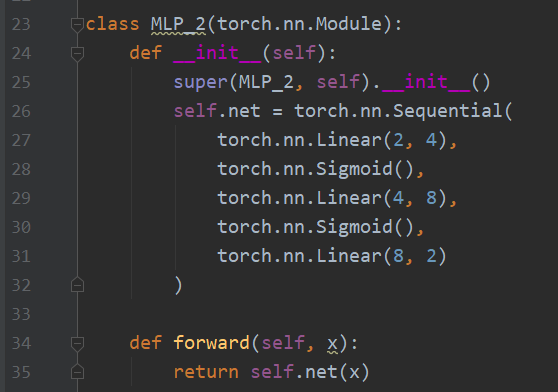 23 class MLP_2(torch.nn.Module):
24     def __init__(self):
25         super(MLP_2, self).__init__()
26         self.net = torch.nn.Sequential(
27             torch.nn.Linear(2, 4),
28             torch.nn.Sigmoid(),
29             torch.nn.Linear(4, 8),
30             torch.nn.Sigmoid(),
31             torch.nn.Linear(8, 2)
32         )
33
34     def forward(self, x):
35         return self.net(x)